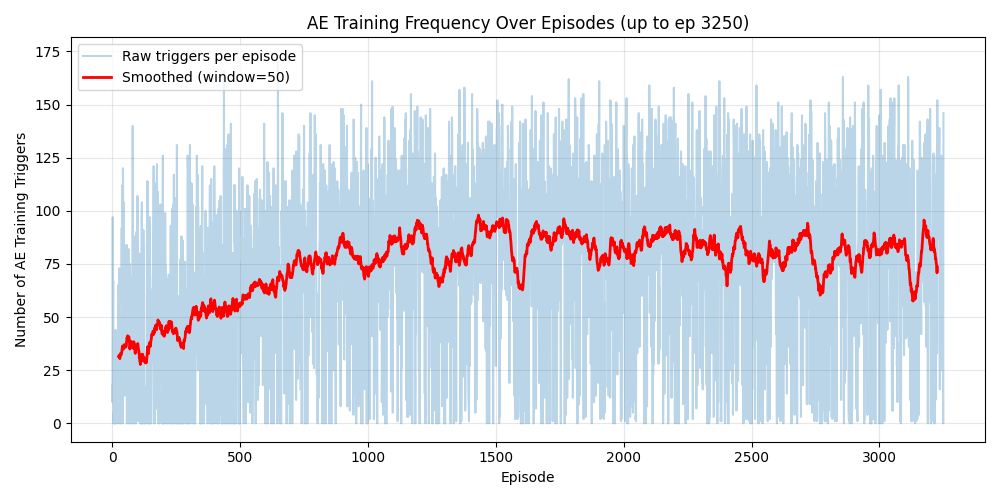 AE Training Frequency Over Episodes (up to ep 3250)
Raw triggers per episode
Smoothed (window=50)
Number of AE Training Triggers
175
150
125
100
75
50
25
0
0 500 1000 1500 2000 2500 3000
Episode